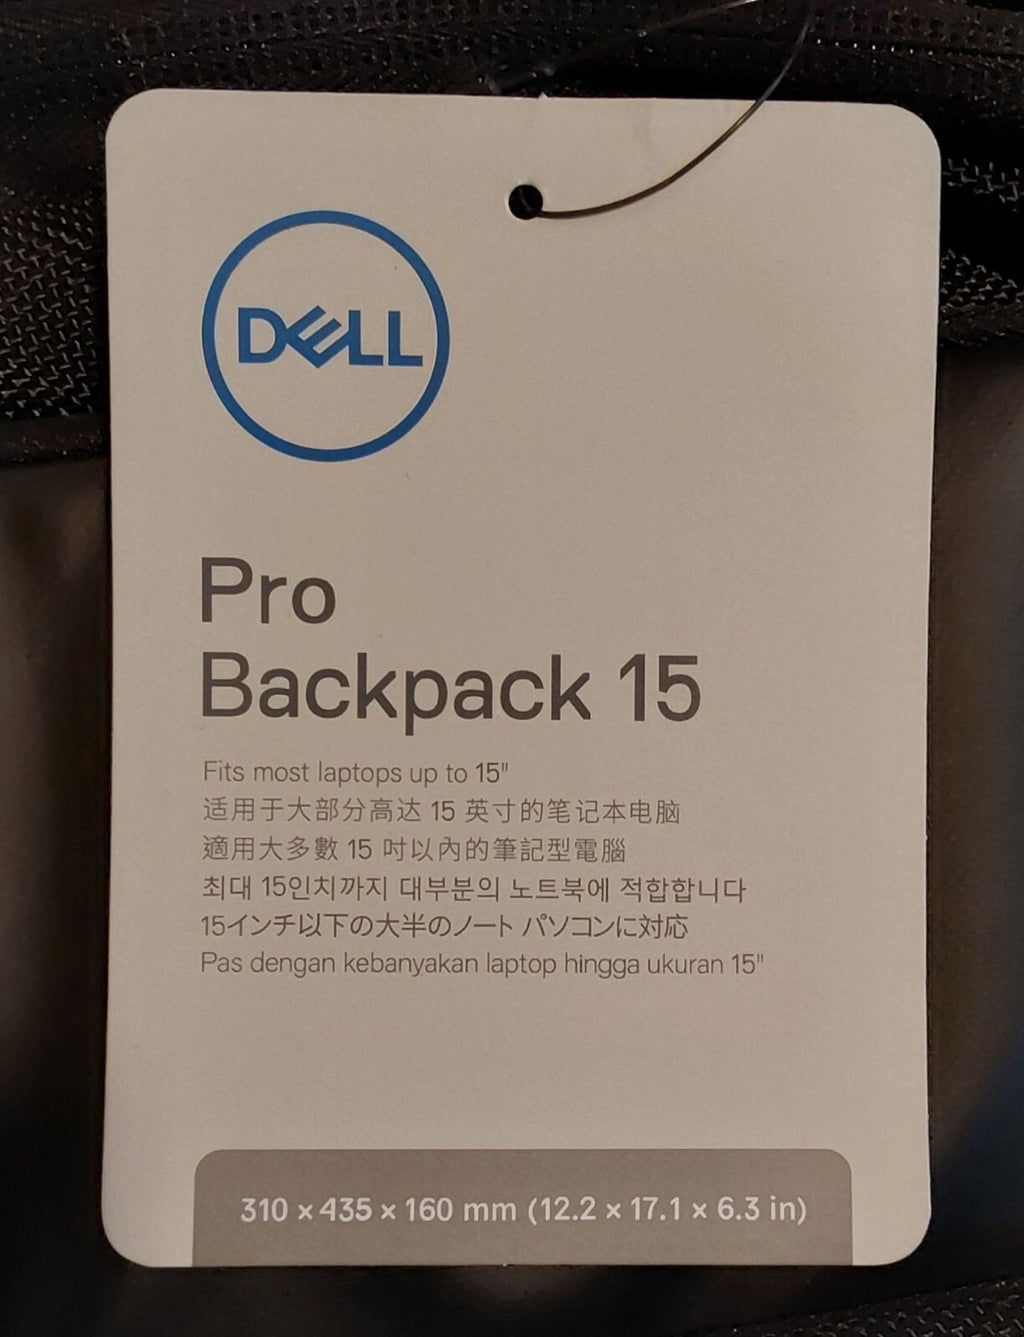 DELL
Pro
Backpack 15
Fits most laptops up to 15"
适用于大部分高达 15 英寸的笔记本电脑
適用大多數 15 吋以內的筆記型電腦
최대 15인치까지 대부분의 노트북에 적합합니다
15インチ以下の大半のノート パソコンに対応
Pas dengan kebanyakan laptop hingga ukuran 15"
310 × 435 × 160 mm (12.2 × 17.1 × 6.3 in)